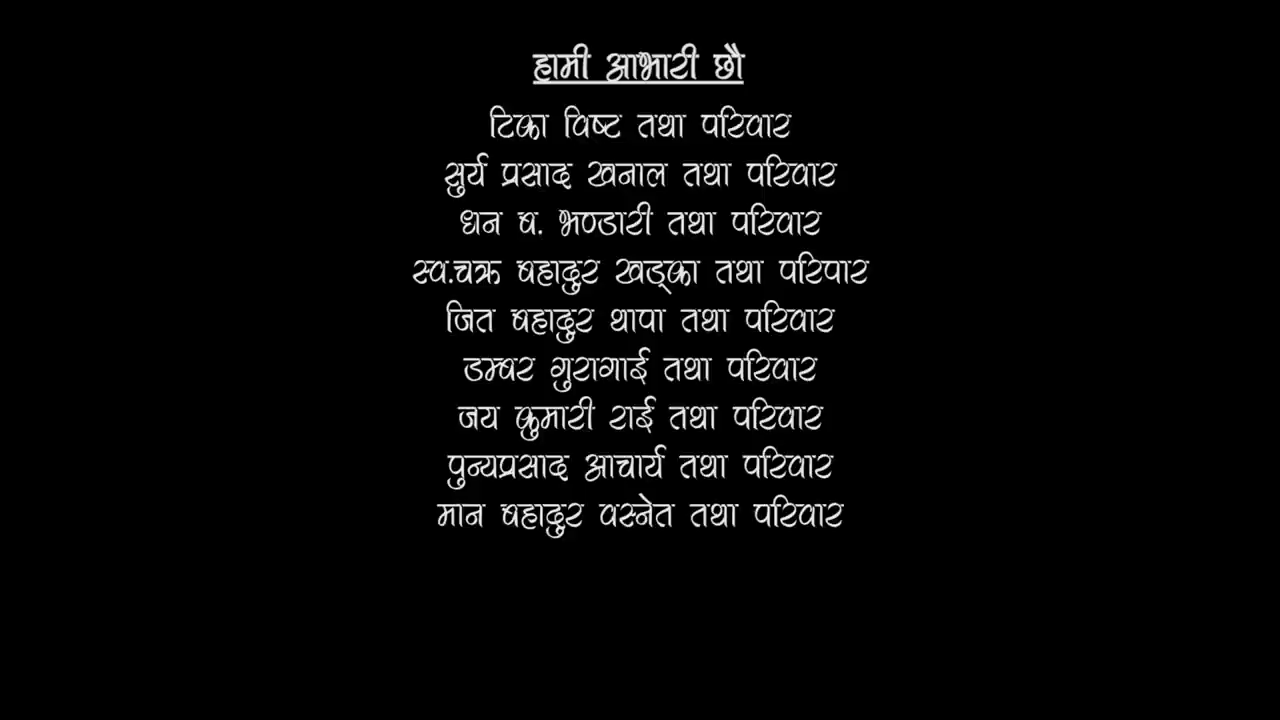 हामी आभारी छौ
टिका विष्ट तथा परिवार
सुर्य प्रसाद खनाल तथा परिवार
धन ब. भण्डारी तथा परिवार
स्व.चक्र बहादुर खड्का तथा परिपार
जित बहादुर थापा तथा परिवार
डम्बर गुरागाई तथा परिवार
जय कुमारी राई तथा परिवार
पुन्यप्रसाद आचार्य तथा परिवार
मान बहादुर वस्नेत तथा परिवार